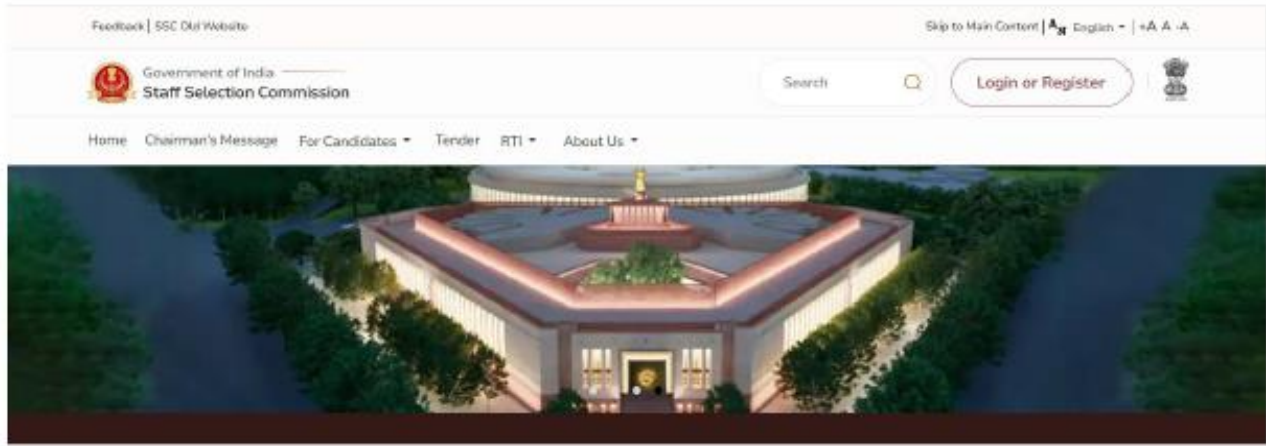 Feedback | SSC Old Website
Skip to Main Content | English | +A A -A
Government of India
Staff Selection Commission
Search
Login or Register
Home Chairman's Message For Candidates Tender RTI About Us